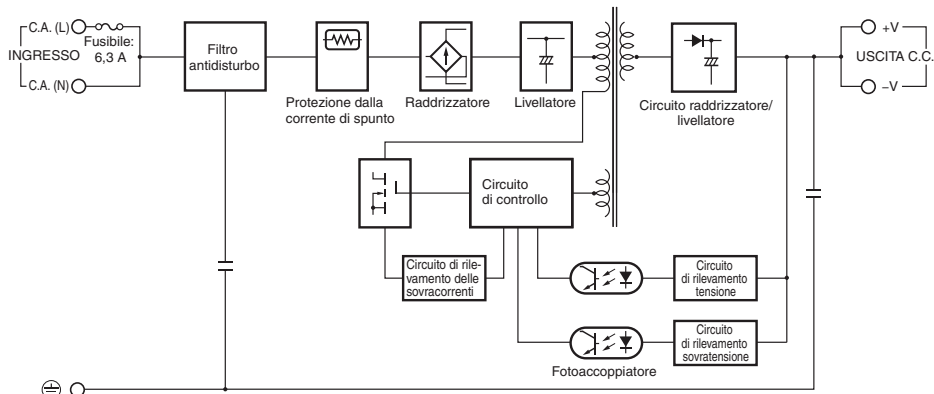 C.A. (L)
Fusibile:
6,3 A
INGRESSO
C.A. (N)
Filtro
antidisturbo
Protezione dalla
corrente di spunto
Raddrizzatore
Livellatore
Circuito raddrizzatore/
livellatore
+V
USCITA C.C.
–V
Circuito
di controllo
Circuito di rile-
vamento delle
sovracorrenti
Circuito
di rilevamento
tensione
Circuito
di rilevamento
sovratensione
Fotoaccoppiatore